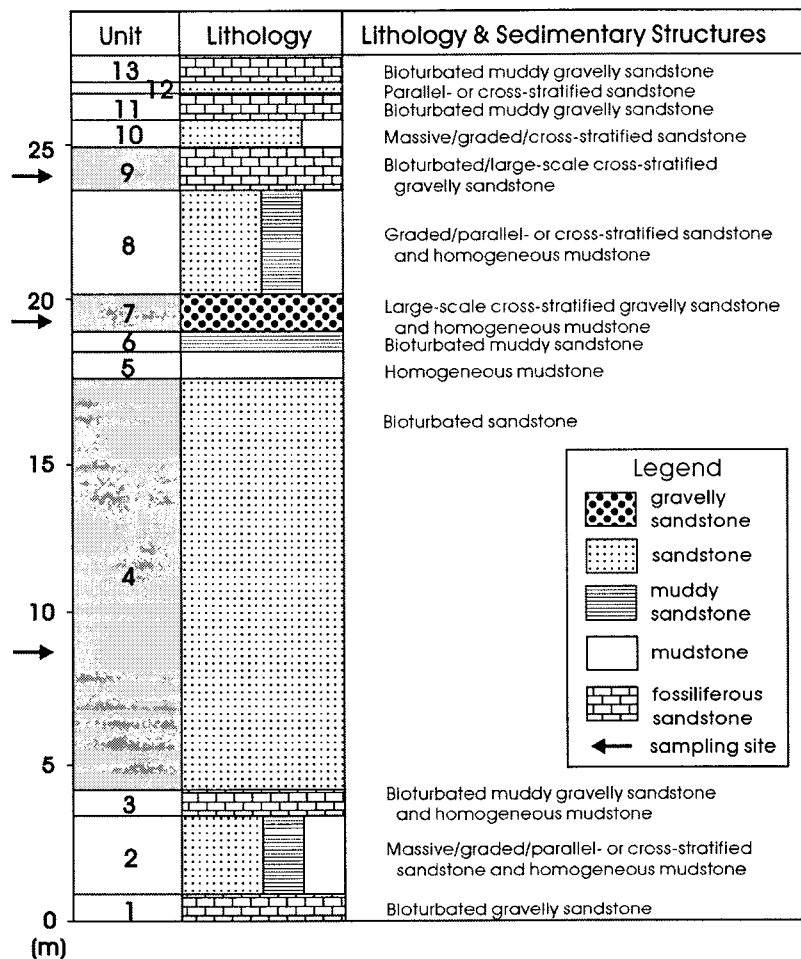 Unit Lithology Lithology & Sedimentary Structures
13 Bioturbated muddy gravelly sandstone
12 Parallel- or cross-stratified sandstone
11 Bioturbated muddy gravelly sandstone
10 Massive/graded/cross-stratified sandstone
25
9 Bioturbated/large-scale cross-stratified
gravelly sandstone
8 Graded/parallel- or cross-stratified sandstone
and homogeneous mudstone
20
7 Large-scale cross-stratified gravelly sandstone
and homogeneous mudstone
6 Bioturbated muddy sandstone
5 Homogeneous mudstone
Bioturbated sandstone
15
4
10
5
Legend
gravelly
sandstone
sandstone
muddy
sandstone
mudstone
fossiliferous
sandstone
sampling site
3 Bioturbated muddy gravelly sandstone
and homogeneous mudstone
2 Massive/graded/parallel- or cross-stratified
sandstone and homogeneous mudstone
1 Bioturbated gravelly sandstone
0
(m)